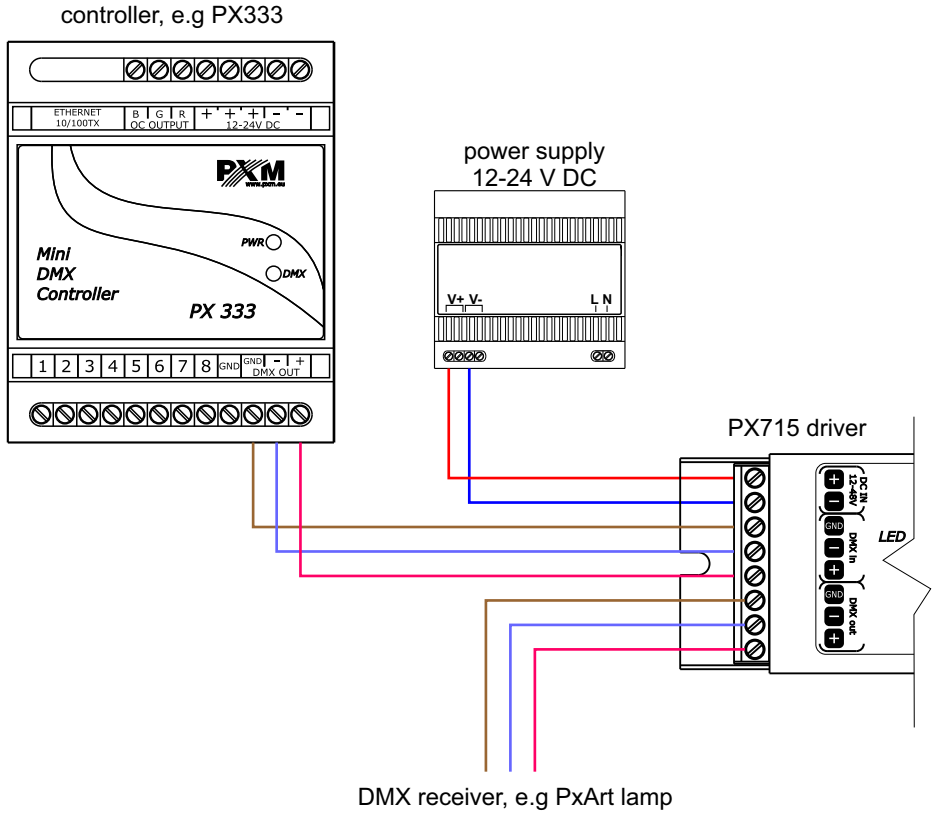 controller, e.g PX333
ETHERNET
10/100TX
B G R + + + - -
OC OUTPUT 12-24V DC
PXM
www.pxm.eu
PWR
DMX
Mini
DMX
Controller
PX 333
1 2 3 4 5 6 7 8 GND GND - +
DMX OUT
power supply
12-24 V DC
V+ V- L N
PX715 driver
+
-
DC IN
12-48V
GND
-
+
DMX In
GND
-
+
DMX out
LED
DMX receiver, e.g PxArt lamp